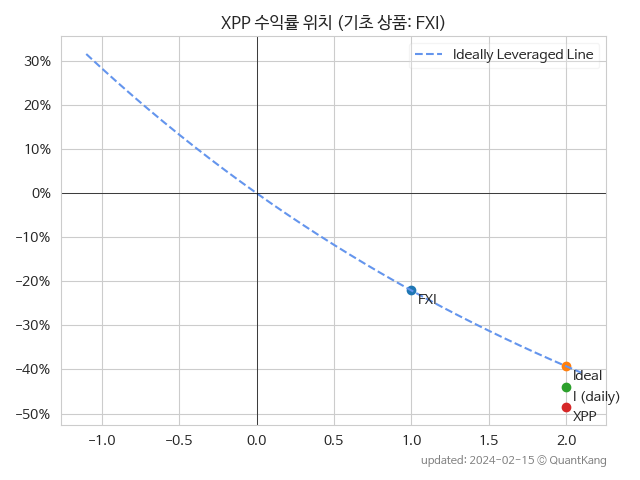 XPP 수익률 위치 (기초 상품: FXI)
Ideally Leveraged Line
30%
20%
10%
0%
−10%
−20%
−30%
−40%
−50%
FXI
Ideal
I (daily)
XPP
−1.0
−0.5
0.0
0.5
1.0
1.5
2.0
updated: 2024-02-15 © QuantKang